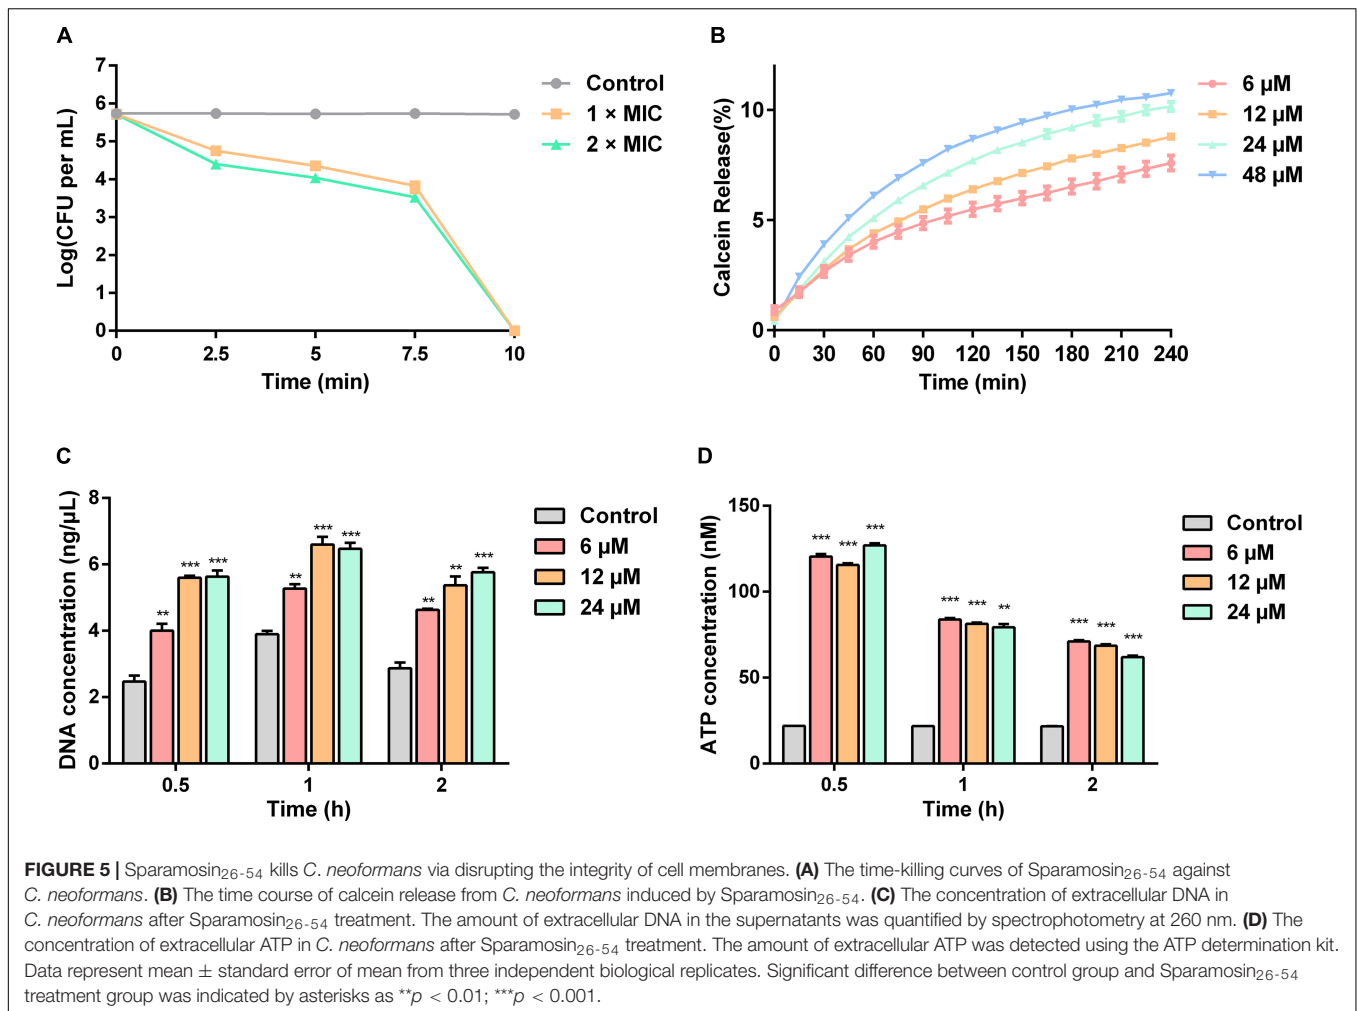 A
Log(CFU per mL)
7
6
5
4
3
2
1
0
0 2.5 5 7.5 10
Time (min)
Control
1 × MIC
2 × MIC
B
Calcein Release(%)
10
5
0
0 30 60 90 120 150 180 210 240
Time (min)
6 µM
12 µM
24 µM
48 µM
C
DNA concentration (ng/µL)
8
6
4
2
0
** *** ***
** *** ***
** ** ***
0.5 1 2
Time (h)
Control
6 µM
12 µM
24 µM
D
ATP concentration (nM)
150
100
50
0
*** *** ***
*** *** **
*** *** ***
0.5 1 2
Time (h)
Control
6 µM
12 µM
24 µM
FIGURE 5 | Sparamosin26-54 kills C. neoformans via disrupting the integrity of cell membranes. (A) The time-killing curves of Sparamosin26-54 against
C. neoformans. (B) The time course of calcein release from C. neoformans induced by Sparamosin26-54. (C) The concentration of extracellular DNA in
C. neoformans after Sparamosin26-54 treatment. The amount of extracellular DNA in the supernatants was quantified by spectrophotometry at 260 nm. (D) The
concentration of extracellular ATP in C. neoformans after Sparamosin26-54 treatment. The amount of extracellular ATP was detected using the ATP determination kit.
Data represent mean ± standard error of mean from three independent biological replicates. Significant difference between control group and Sparamosin26-54
treatment group was indicated by asterisks as **p < 0.01; ***p < 0.001.